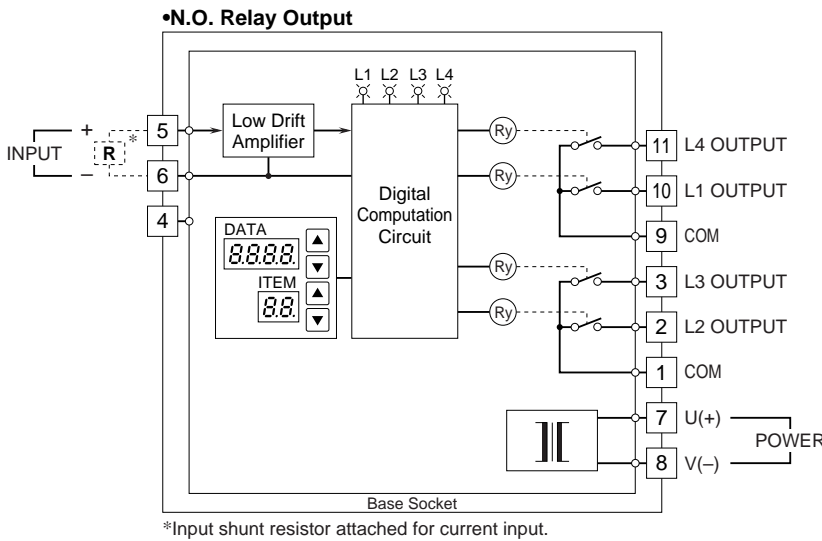 •N.O. Relay Output
L1 L2 L3 L4
5
Low Drift
Amplifier
Ry
11
L4 OUTPUT
+
INPUT
R
*
–
6
Ry
10
L1 OUTPUT
4
Digital
Computation
Circuit
9
COM
DATA
8.8.8.8.
▲
▼
ITEM
8.8.
▲
▼
Ry
3
L3 OUTPUT
Ry
2
L2 OUTPUT
1
COM
7
U(+)
POWER
8
V(–)
Base Socket
*Input shunt resistor attached for current input.